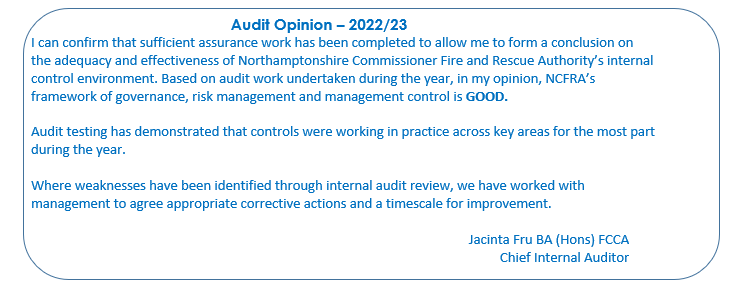 Audit Opinion – 2022/23
I can confirm that sufficient assurance work has been completed to allow me to form a conclusion on
the adequacy and effectiveness of Northamptonshire Commissioner Fire and Rescue Authority's internal
control environment. Based on audit work undertaken during the year, in my opinion, NCFRA's
framework of governance, risk management and management control is GOOD.
Audit testing has demonstrated that controls were working in practice across key areas for the most part
during the year.
Where weaknesses have been identified through internal audit review, we have worked with
management to agree appropriate corrective actions and a timescale for improvement.
Jacinta Fru BA (Hons) FCCA
Chief Internal Auditor